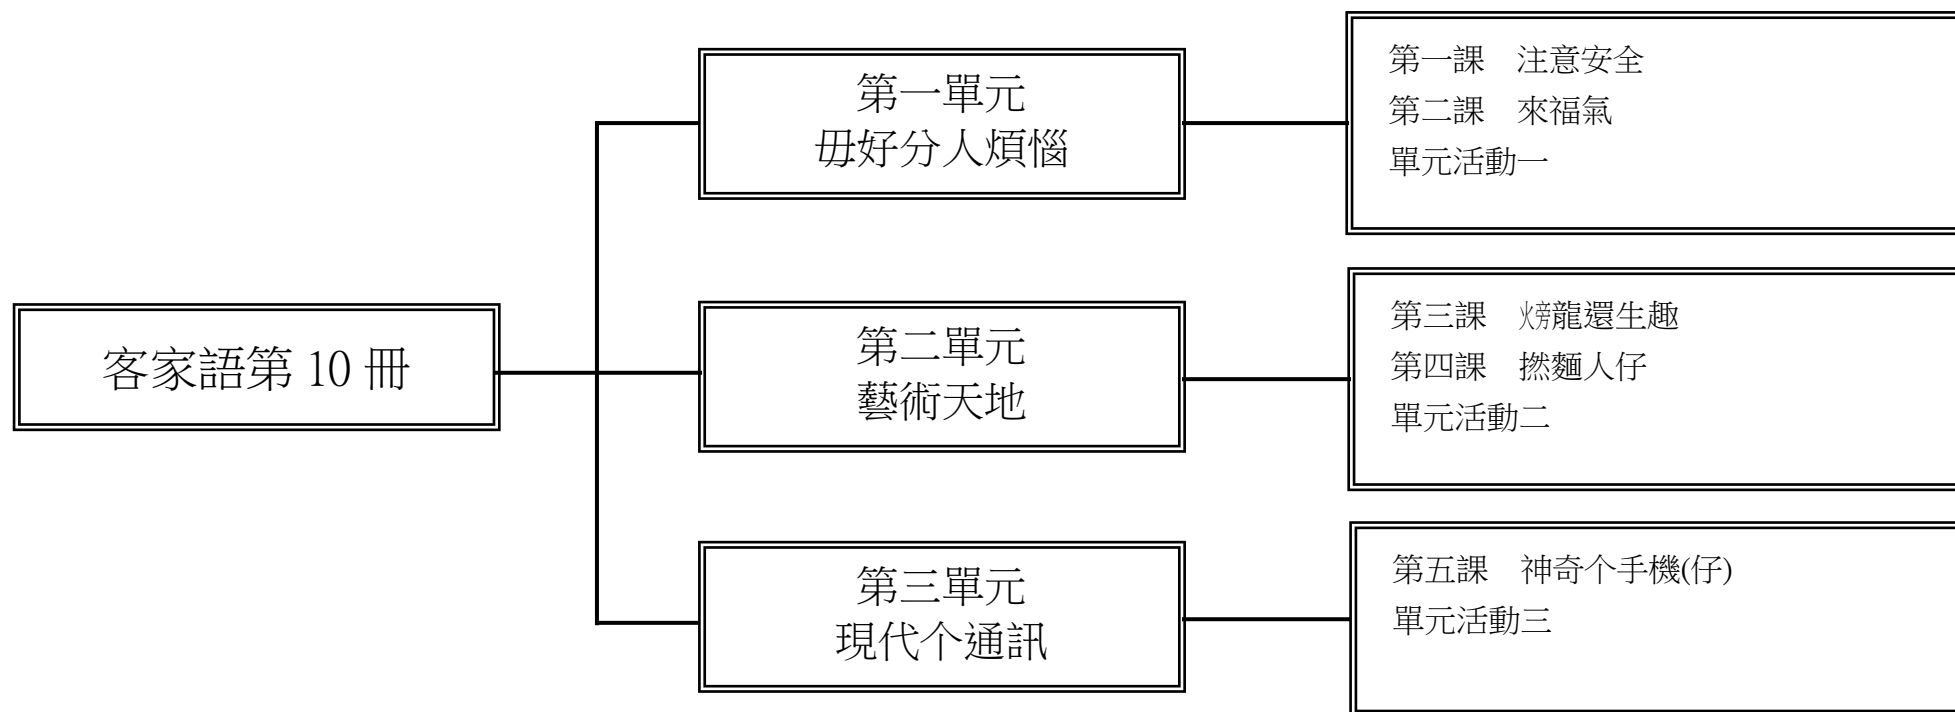 客家語第 10 冊
第一單元
毋好分人煩惱
第一課　注意安全
第二課　來福氣
單元活動一
第二單元
藝術天地
第三課　㷫龍還生趣
第四課　撚麵人仔
單元活動二
第三單元
現代个通訊
第五課　神奇个手機(仔)
單元活動三